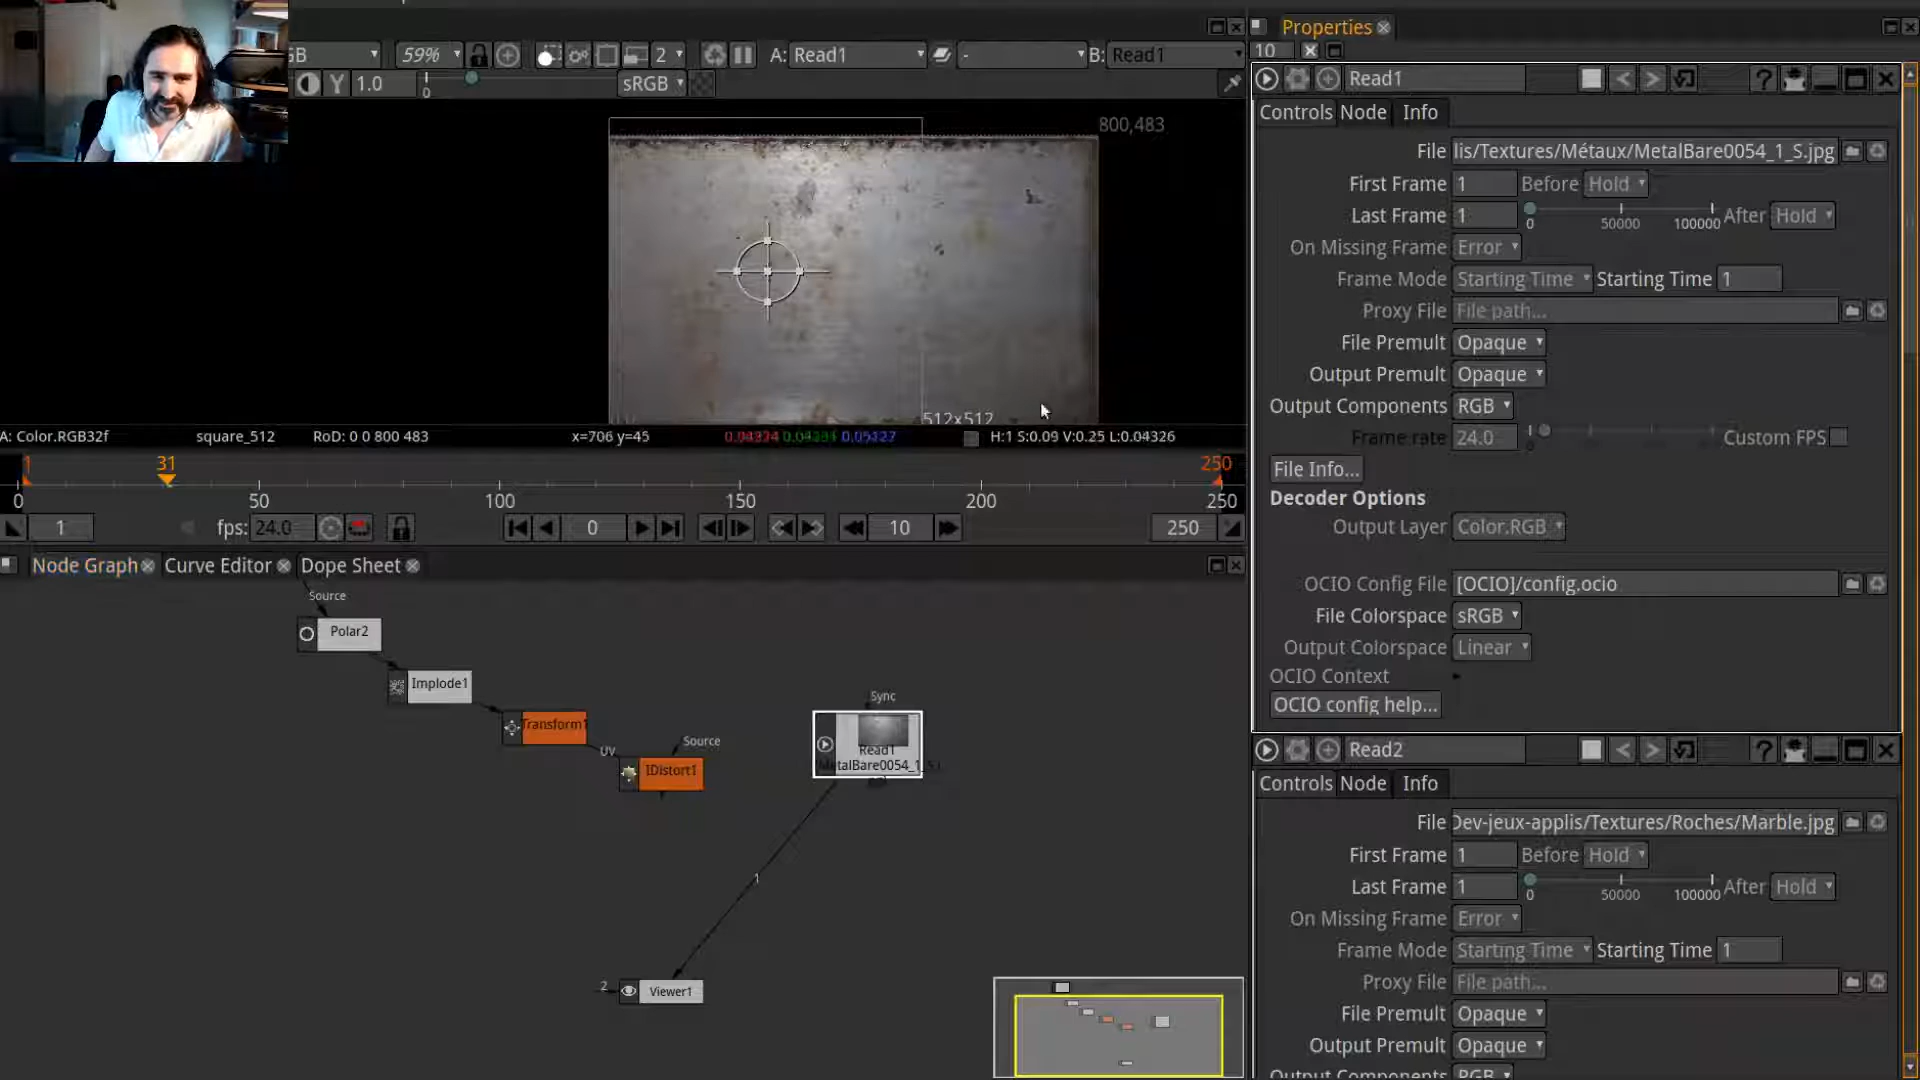 Properties
GB 59% 2 A: Read1 - B: Read1
10
Y 1.0 0 sRGB
Read1 ?
Controls Node Info
800,483
File lis/Textures/Métaux/MetalBare0054_1_S.jpg
First Frame 1 Before Hold
Last Frame 1 0 50000 100000 After Hold
On Missing Frame Error
Frame Mode Starting Time Starting Time 1
Proxy File File path...
File Premult Opaque
Output Premult Opaque
Output Components RGB
Frame rate 24.0 0 Custom FPS
File Info...
Decoder Options
Output Layer Color.RGB
OCIO Config File [OCIO]/config.ocio
File Colorspace sRGB
Output Colorspace Linear
OCIO Context
OCIO config help...
512x512
A: Color.RGB32f square_512 RoD: 0 0 800 483 x=706 y=45 H:1 S:0.09 V:0.25 L:0.04326
1 31 250
0 50 100 150 200 250
1 fps: 24.0 0 10 250
Node Graph Curve Editor Dope Sheet
Source
Polar2
Implode1
Transform1
UV
Source
IDistort1
Sync
Read1
MetalBare0054_1_S
1
2 Viewer1
Read2 ?
Controls Node Info
File Dev-jeux-applis/Textures/Roches/Marble.jpg
First Frame 1 Before Hold
Last Frame 1 0 50000 100000 After Hold
On Missing Frame Error
Frame Mode Starting Time Starting Time 1
Proxy File File path...
File Premult Opaque
Output Premult Opaque
Output Components RGB